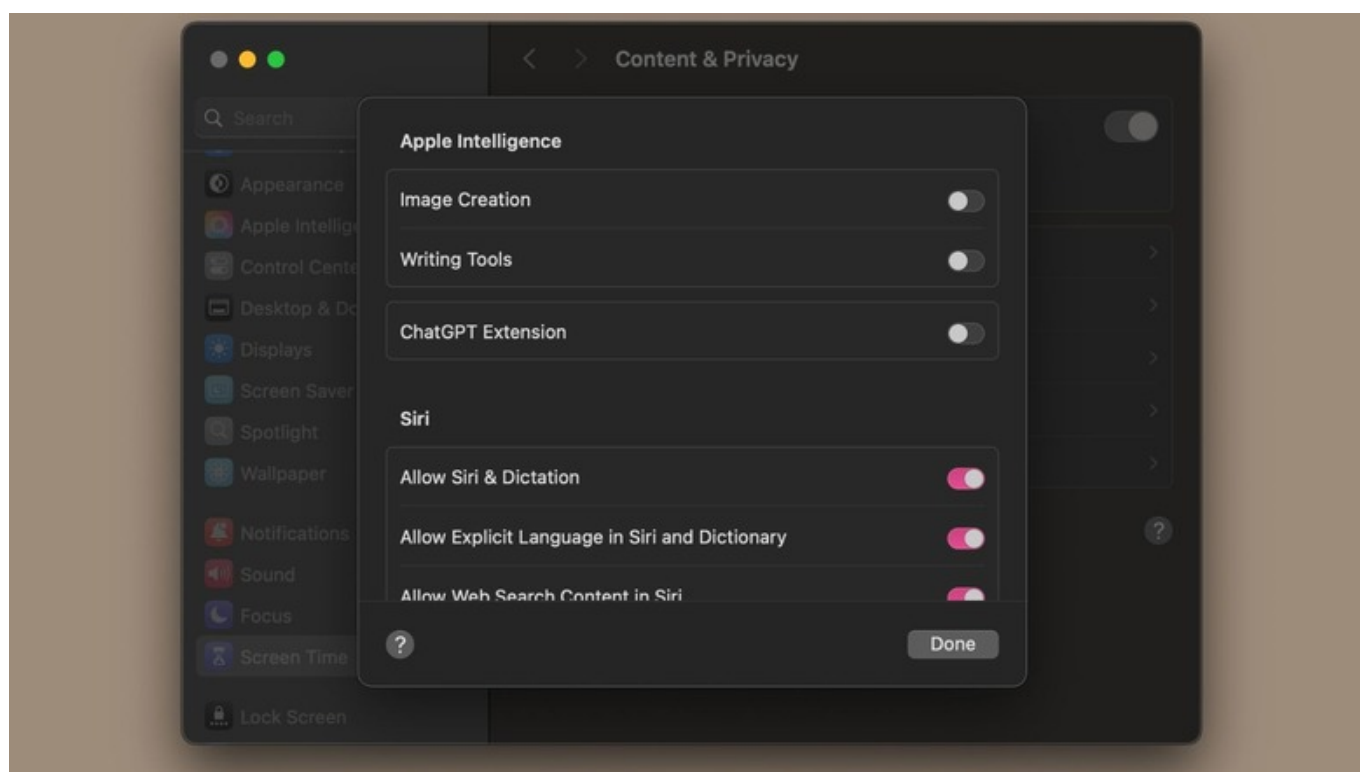 Content & Privacy
Search
Appearance
Apple Intellige
Control Cente
Desktop & Do
Displays
Screen Saver
Spotlight
Wallpaper
Notifications
Sound
Focus
Screen Time
Lock Screen
Apple Intelligence
Image Creation
Writing Tools
ChatGPT Extension
Siri
Allow Siri & Dictation
Allow Explicit Language in Siri and Dictionary
Allow Web Search Content in Siri
?
Done
?